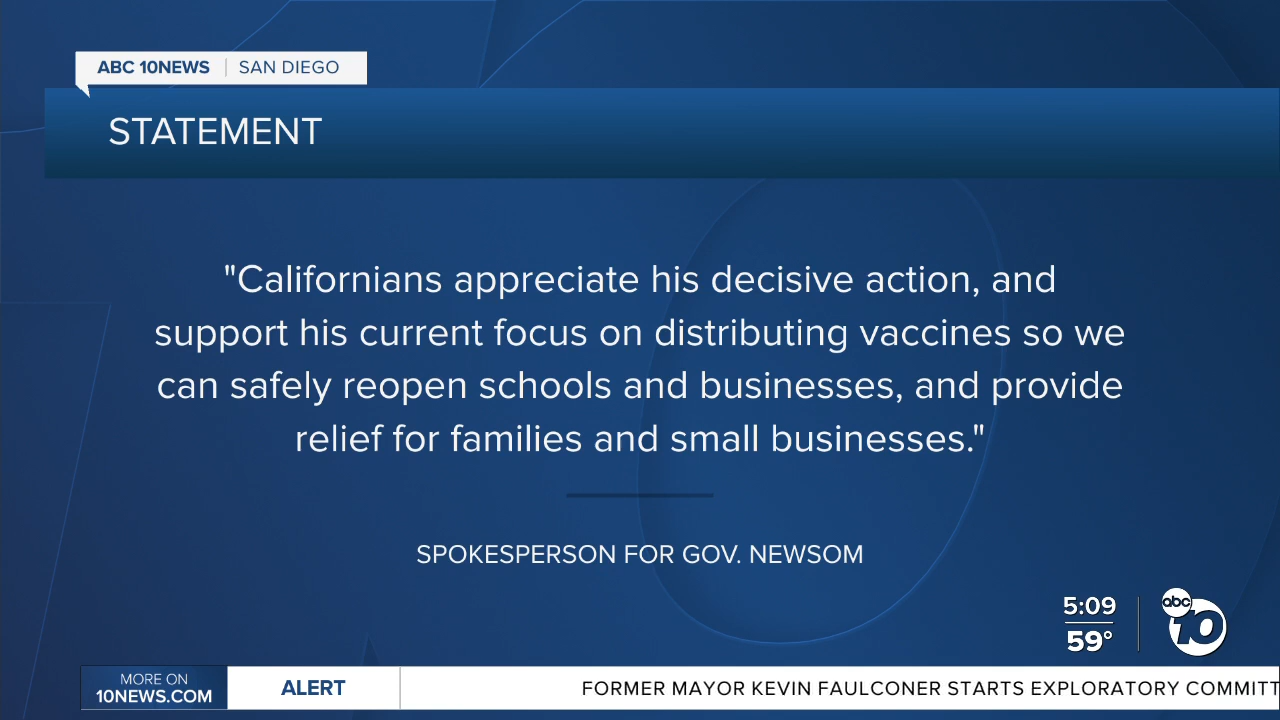 ABC 10NEWS | SAN DIEGO
STATEMENT
"Californians appreciate his decisive action, and
support his current focus on distributing vaccines so we
can safely reopen schools and businesses, and provide
relief for families and small businesses."
SPOKESPERSON FOR GOV. NEWSOM
5:09
59°
abc
10
MORE ON
10NEWS.COM
ALERT
FORMER MAYOR KEVIN FAULCONER STARTS EXPLORATORY COMMITT